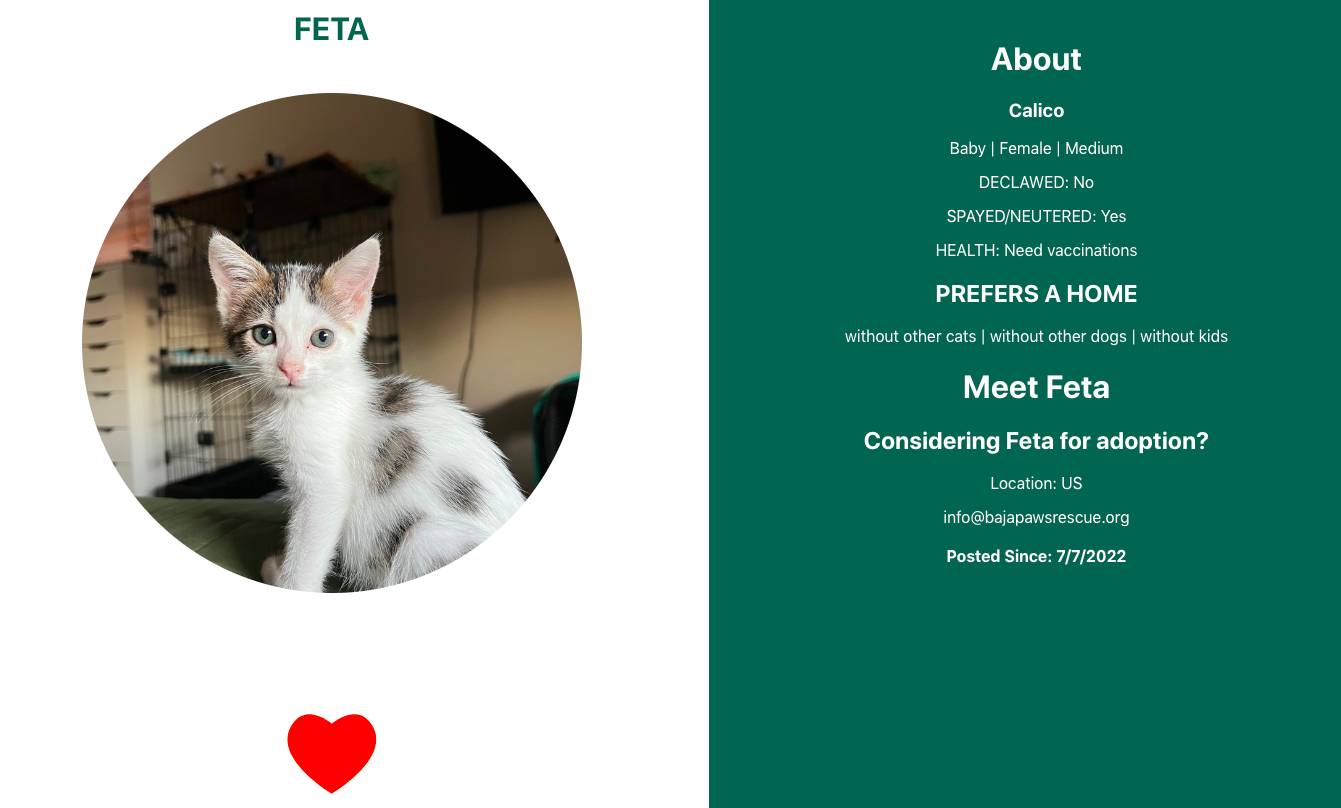 FETA
About
Calico
Baby | Female | Medium
DECLAWED: No
SPAYED/NEUTERED: Yes
HEALTH: Need vaccinations
PREFERS A HOME
without other cats | without other dogs | without kids
Meet Feta
Considering Feta for adoption?
Location: US
info@bajapawsrescue.org
Posted Since: 7/7/2022